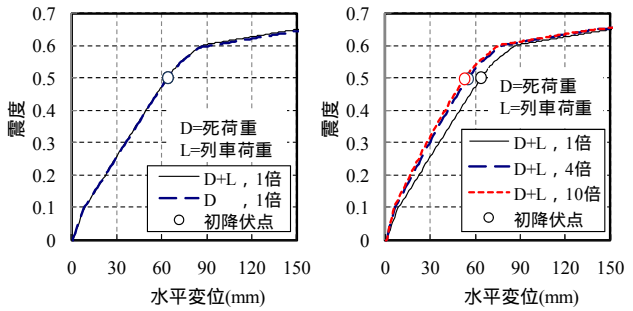 0.7
0.6
0.5
0.4
0.3
0.2
0.1
0
震度
D=死荷重
L=列車荷重
D+L，1倍
D　　，1倍
初降伏点
0 30 60 90 120 150
水平変位(mm)
0.7
0.6
0.5
0.4
0.3
0.2
0.1
0
震度
D=死荷重
L=列車荷重
D+L，1倍
D+L，4倍
D+L，10倍
初降伏点
0 30 60 90 120 150
水平変位(mm)